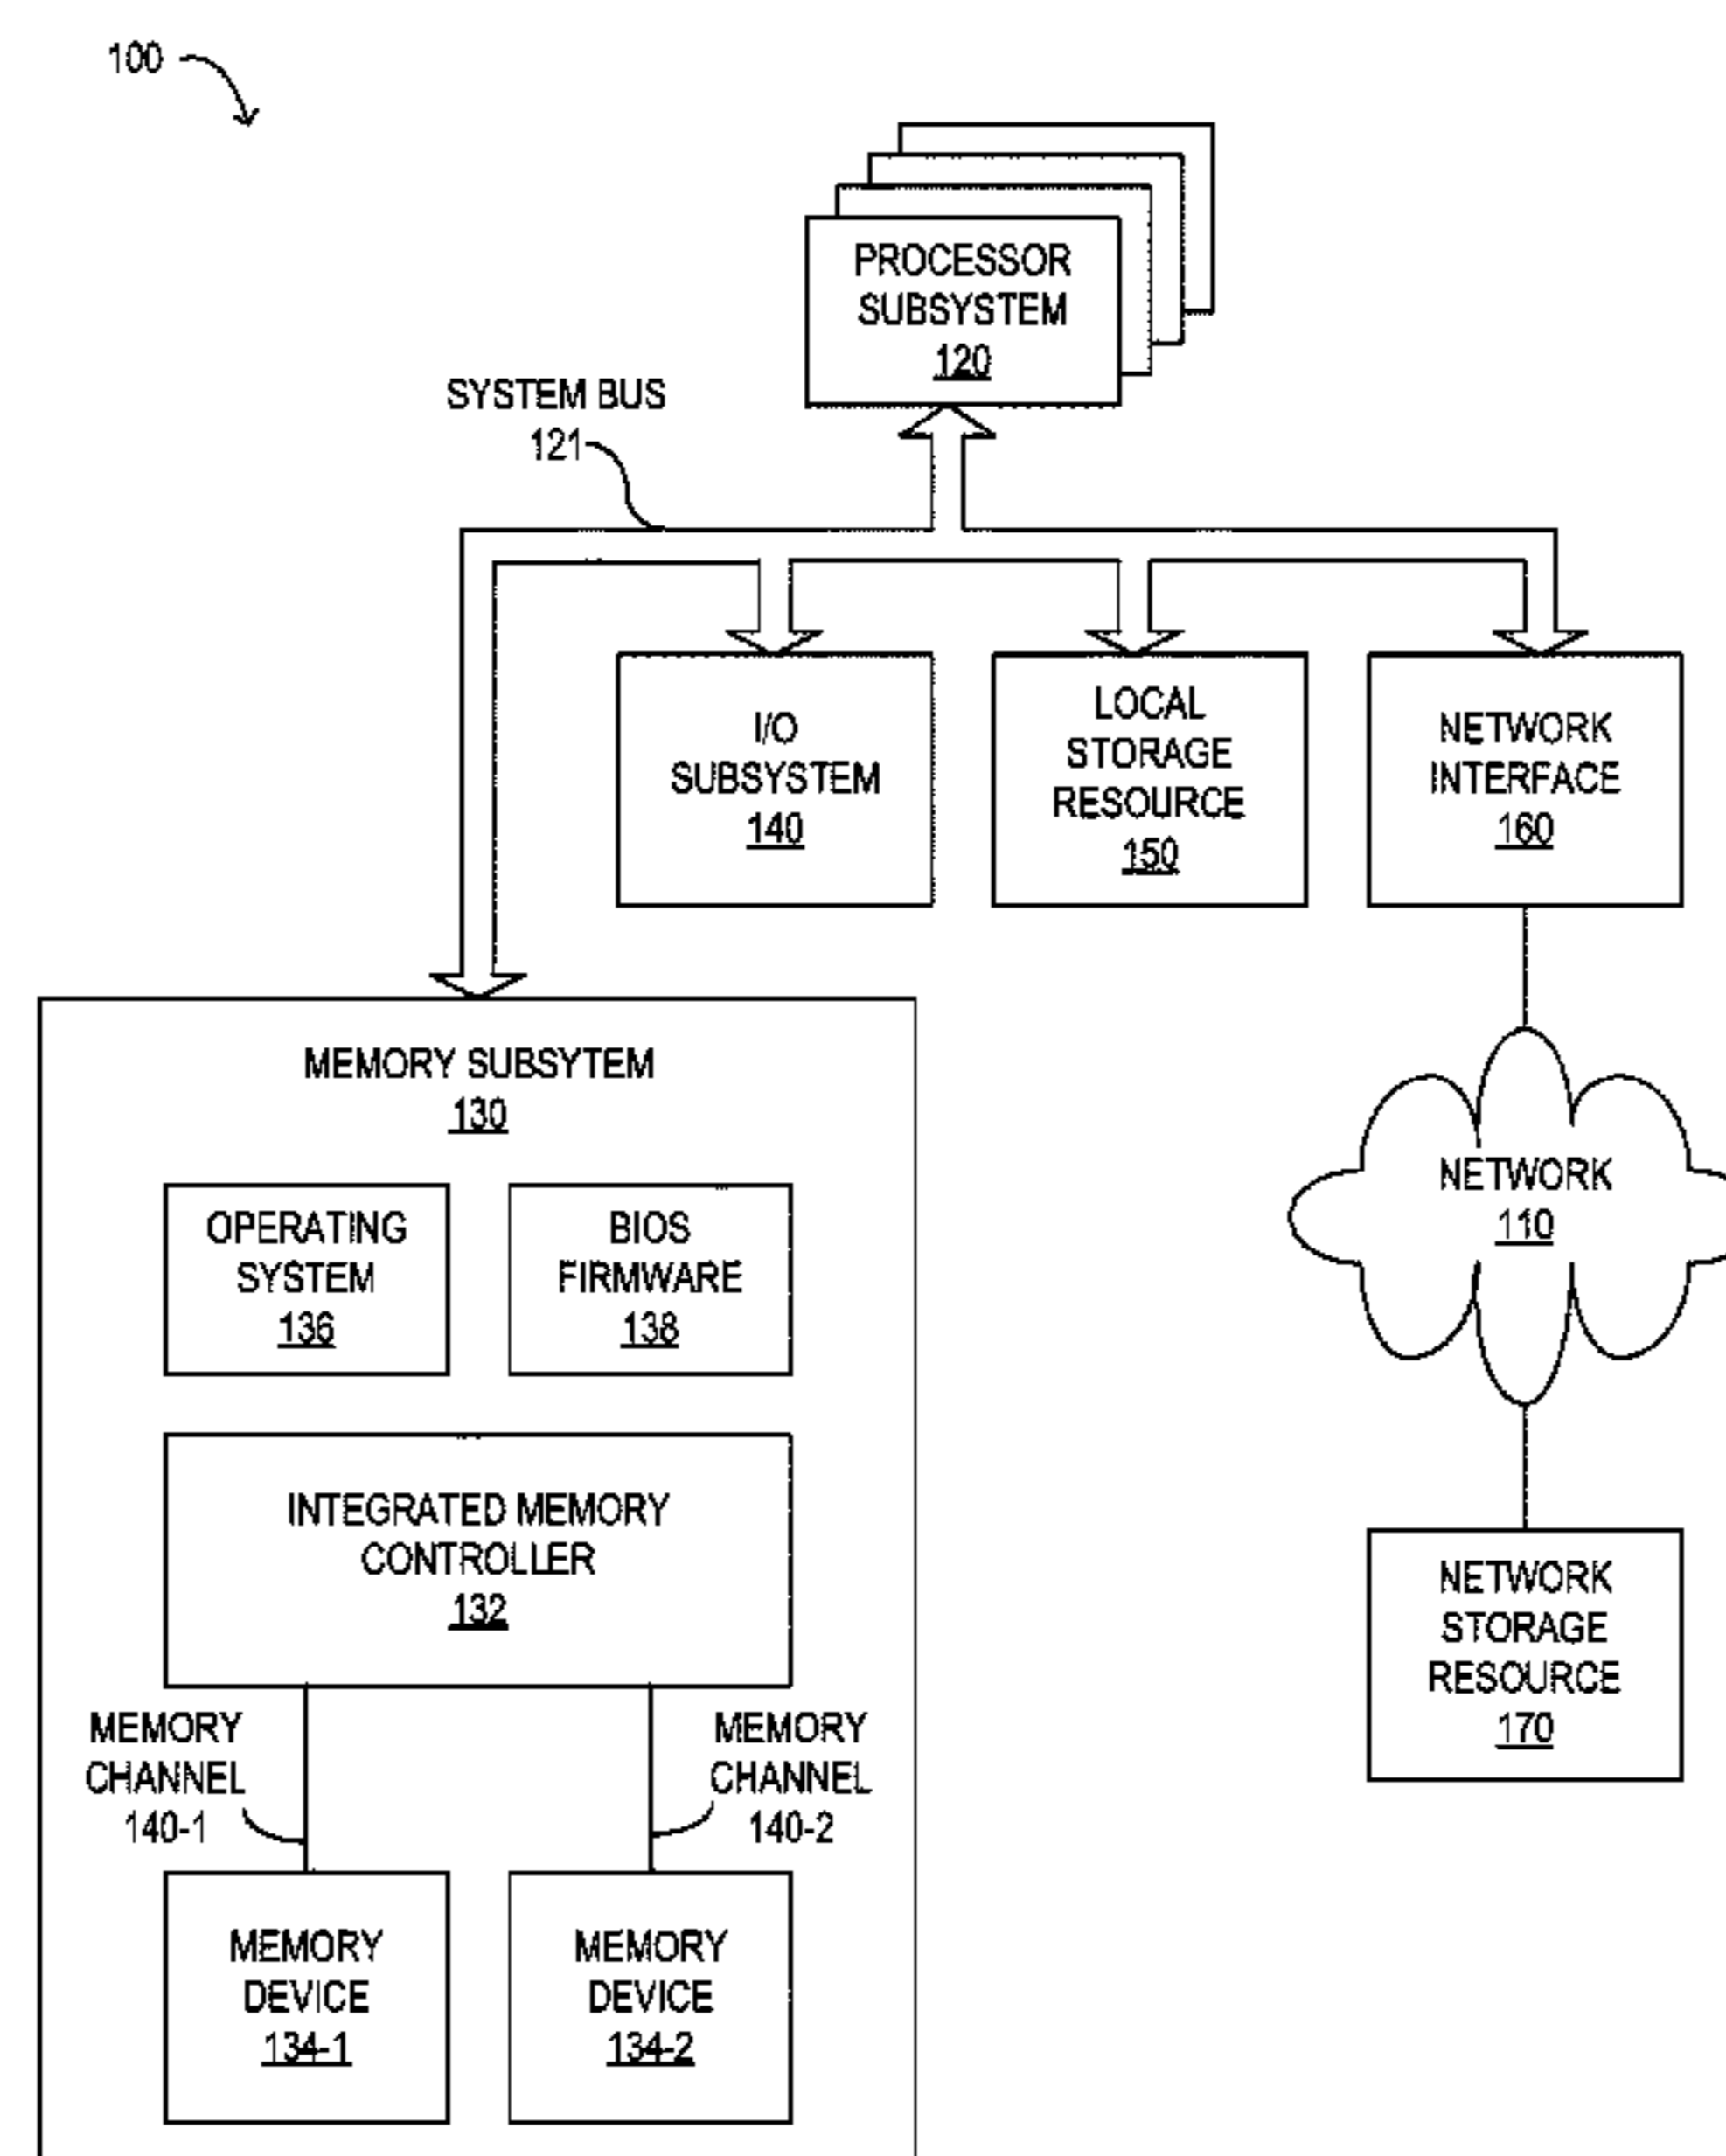 100
PROCESSOR
SUBSYSTEM
120
SYSTEM BUS
121
I/O
SUBSYSTEM
140
LOCAL
STORAGE
RESOURCE
150
NETWORK
INTERFACE
160
MEMORY SUBSYTEM
130
OPERATING
SYSTEM
136
BIOS
FIRMWARE
138
NETWORK
110
INTEGRATED MEMORY
CONTROLLER
132
NETWORK
STORAGE
RESOURCE
170
MEMORY
CHANNEL
140-1
MEMORY
CHANNEL
140-2
MEMORY
DEVICE
134-1
MEMORY
DEVICE
134-2